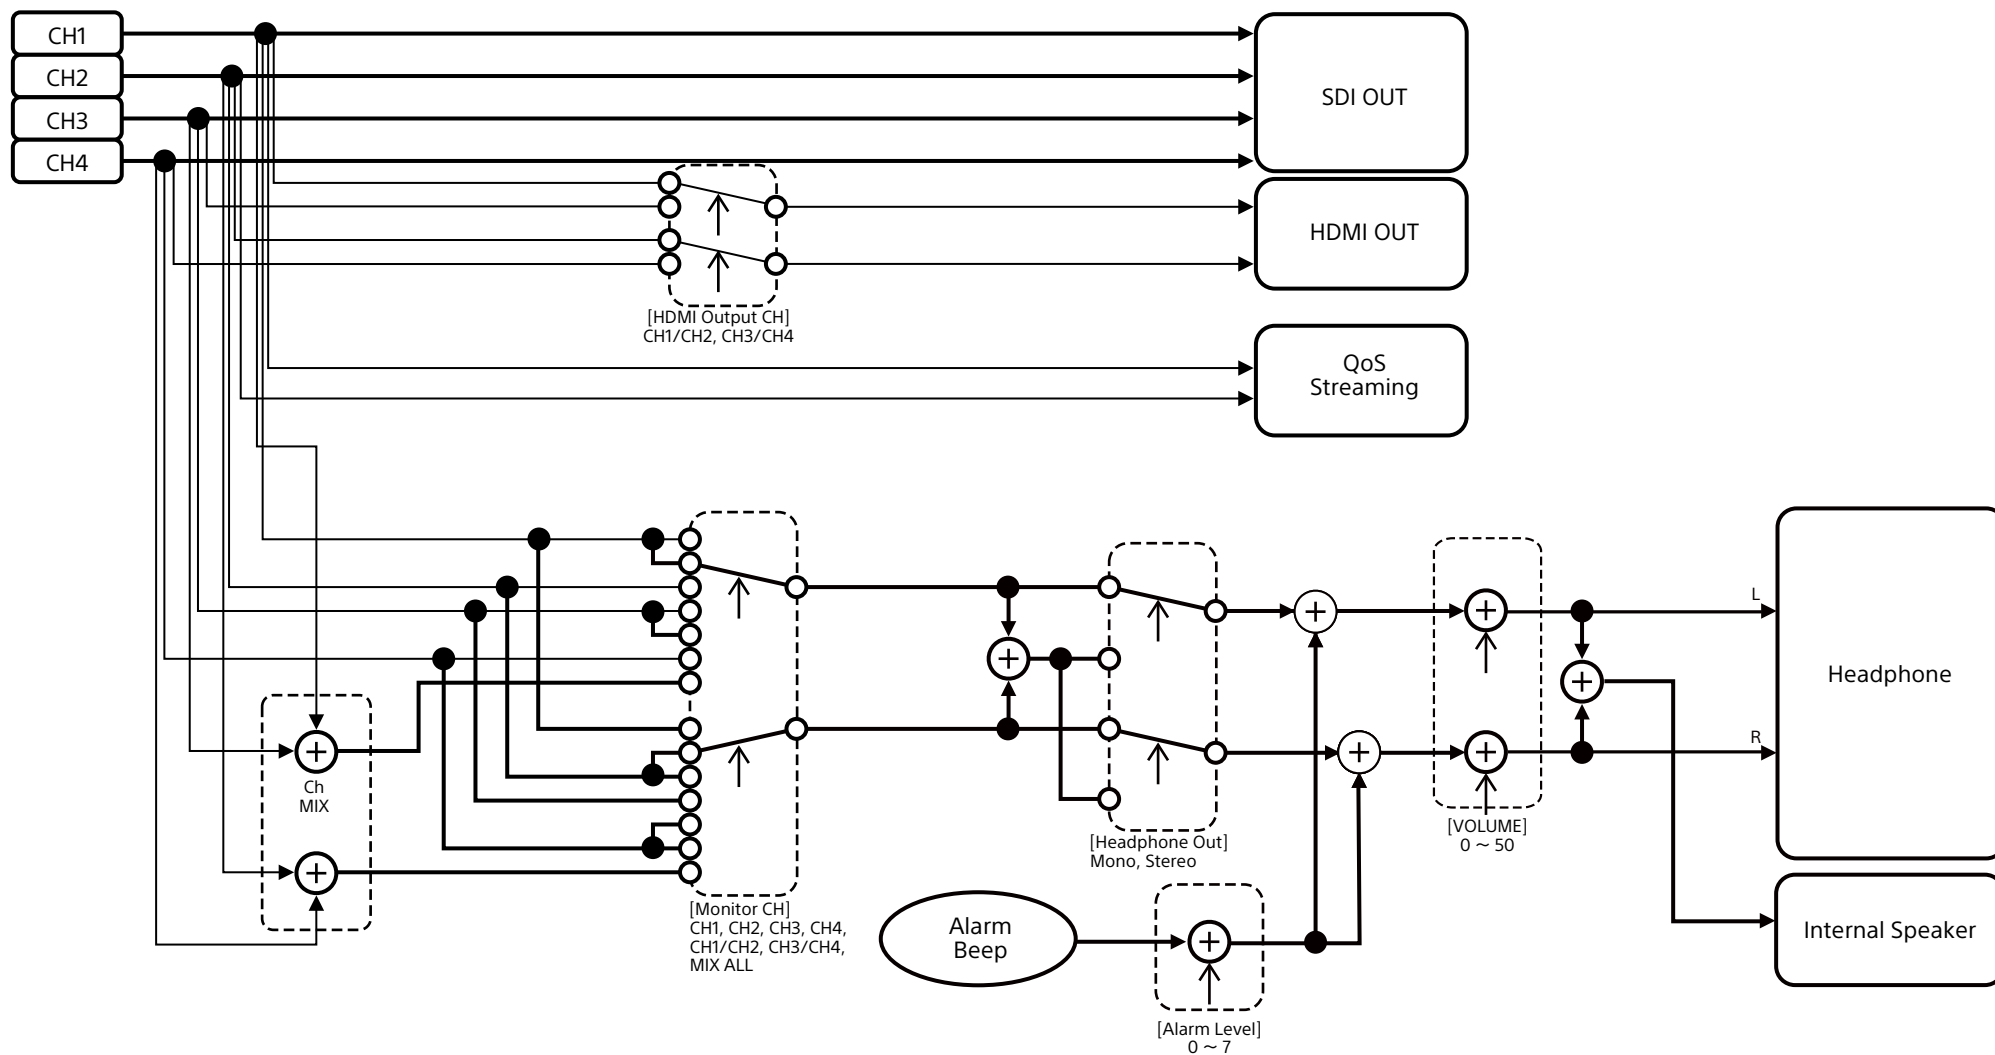 CH1
CH2
CH3
CH4
SDI OUT
HDMI OUT
[HDMI Output CH]
CH1/CH2, CH3/CH4
QoS
Streaming
L
R
Headphone
Ch
MIX
[VOLUME]
0 ~ 50
[Headphone Out]
Mono, Stereo
[Monitor CH]
CH1, CH2, CH3, CH4,
CH1/CH2, CH3/CH4,
MIX ALL
Alarm
Beep
Internal Speaker
[Alarm Level]
0 ~ 7